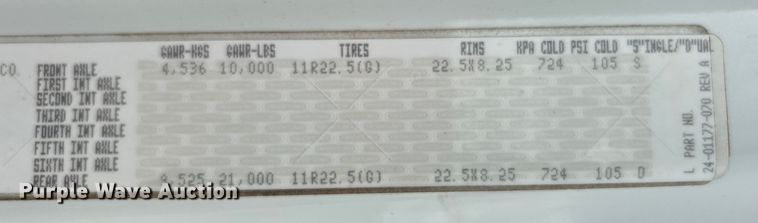 GAWR-KGS GAWR-LBS TIRES RIMS KPA COLD PSI COLD "S"INGLE/"D"UAL
CO. FRONT AXLE 4,536 10,000 11R22.5(G) 22.5X8.25 724 105 S
FIRST INT AXLE
SECOND INT AXLE
THIRD INT AXLE
FOURTH INT AXLE
FIFTH INT AXLE
SIXTH INT AXLE
REAR AXLE 9,525 21,000 11R22.5(G) 22.5X8.25 724 105 D
L PART NO.
24-01177-070 REV A
Purple Wave Auction